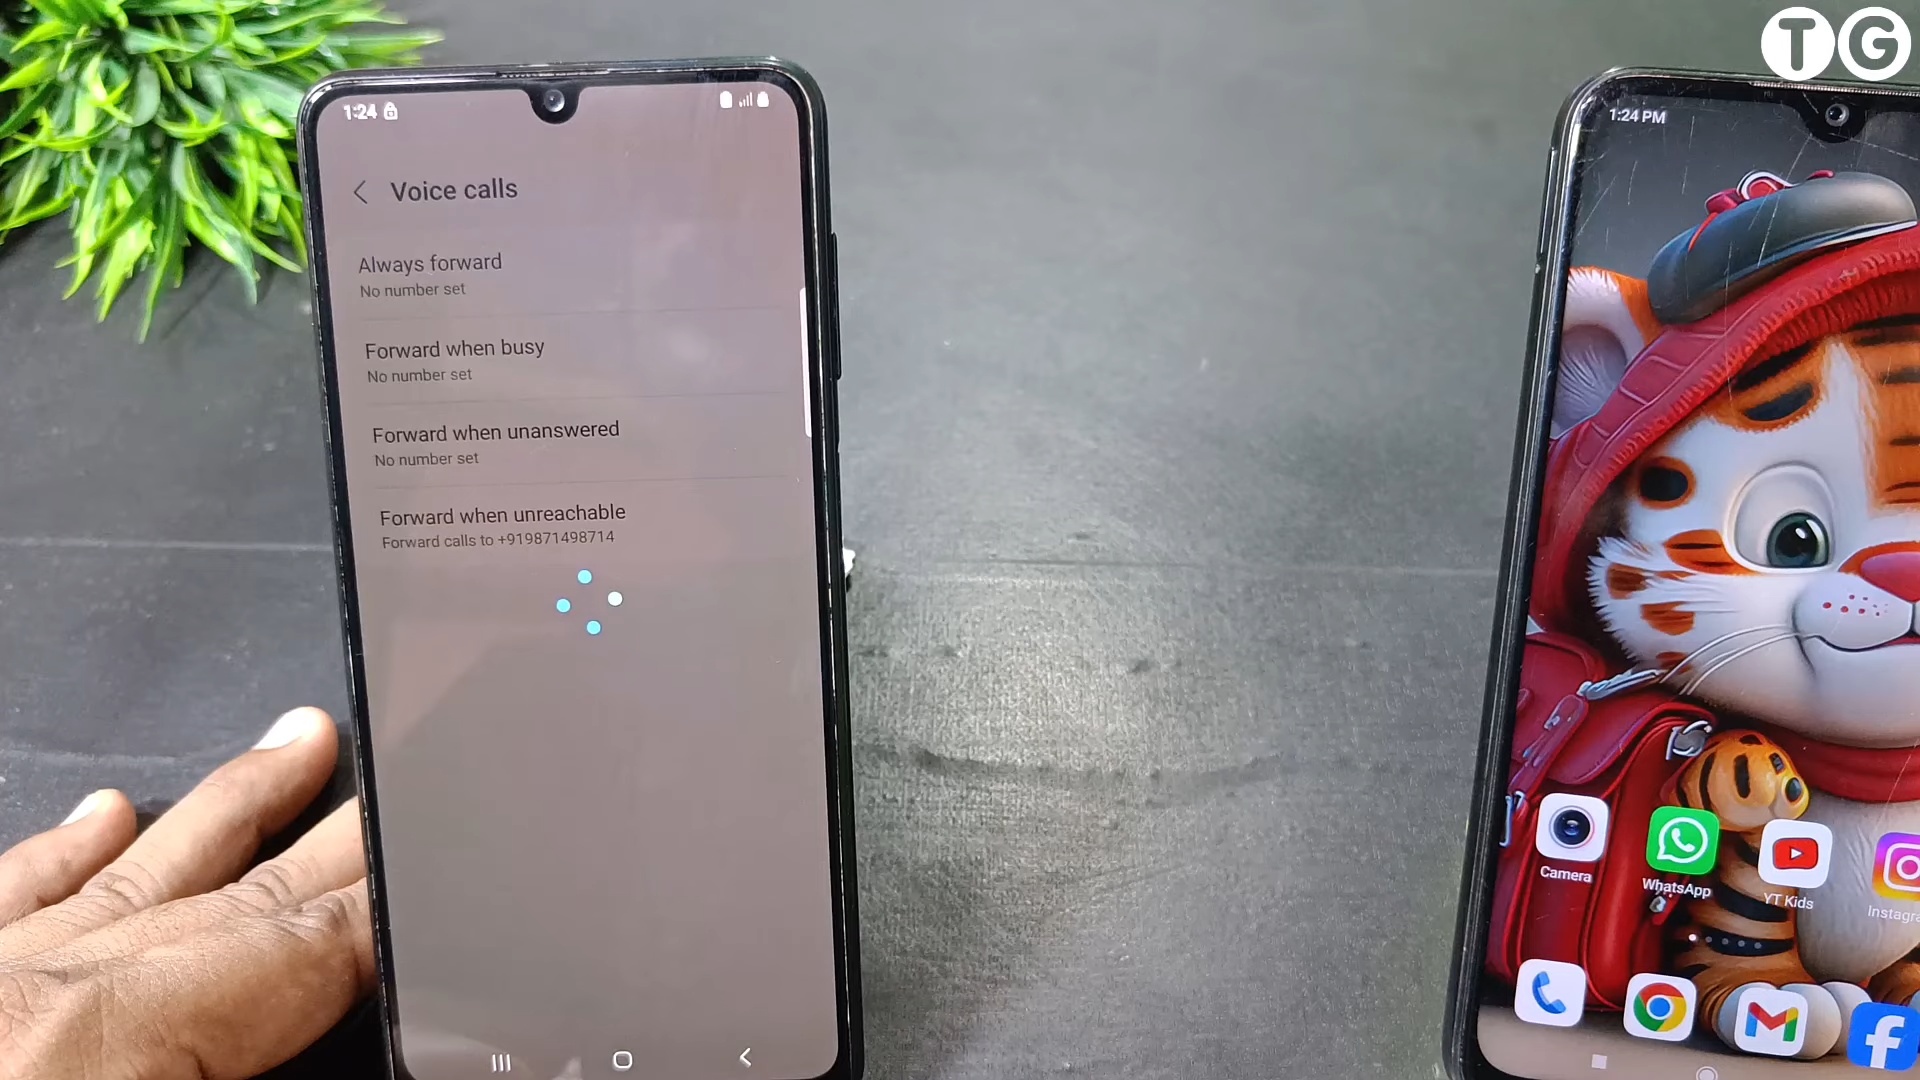 TG
1:24
Voice calls
Always forward
No number set
Forward when busy
No number set
Forward when unanswered
No number set
Forward when unreachable
Forward calls to +919871498714
1:24 PM
Camera
WhatsApp
YT Kids
Instagra